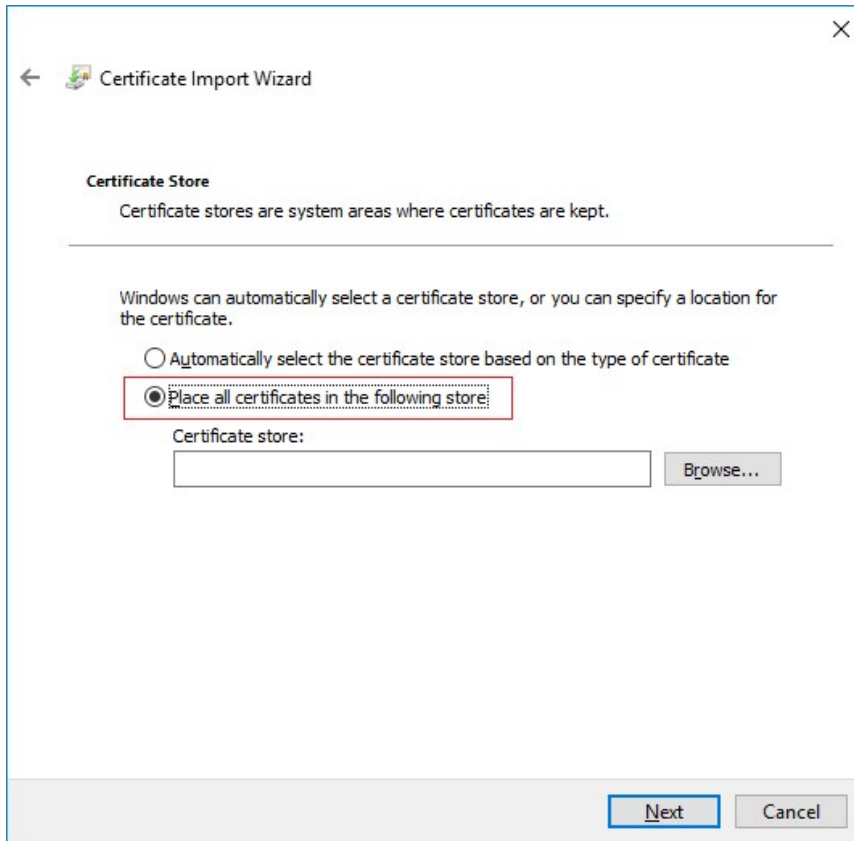 Certificate Import Wizard
Certificate Store
Certificate stores are system areas where certificates are kept.
Windows can automatically select a certificate store, or you can specify a location for
the certificate.
Automatically select the certificate store based on the type of certificate
Place all certificates in the following store
Certificate store:
Browse...
Next
Cancel